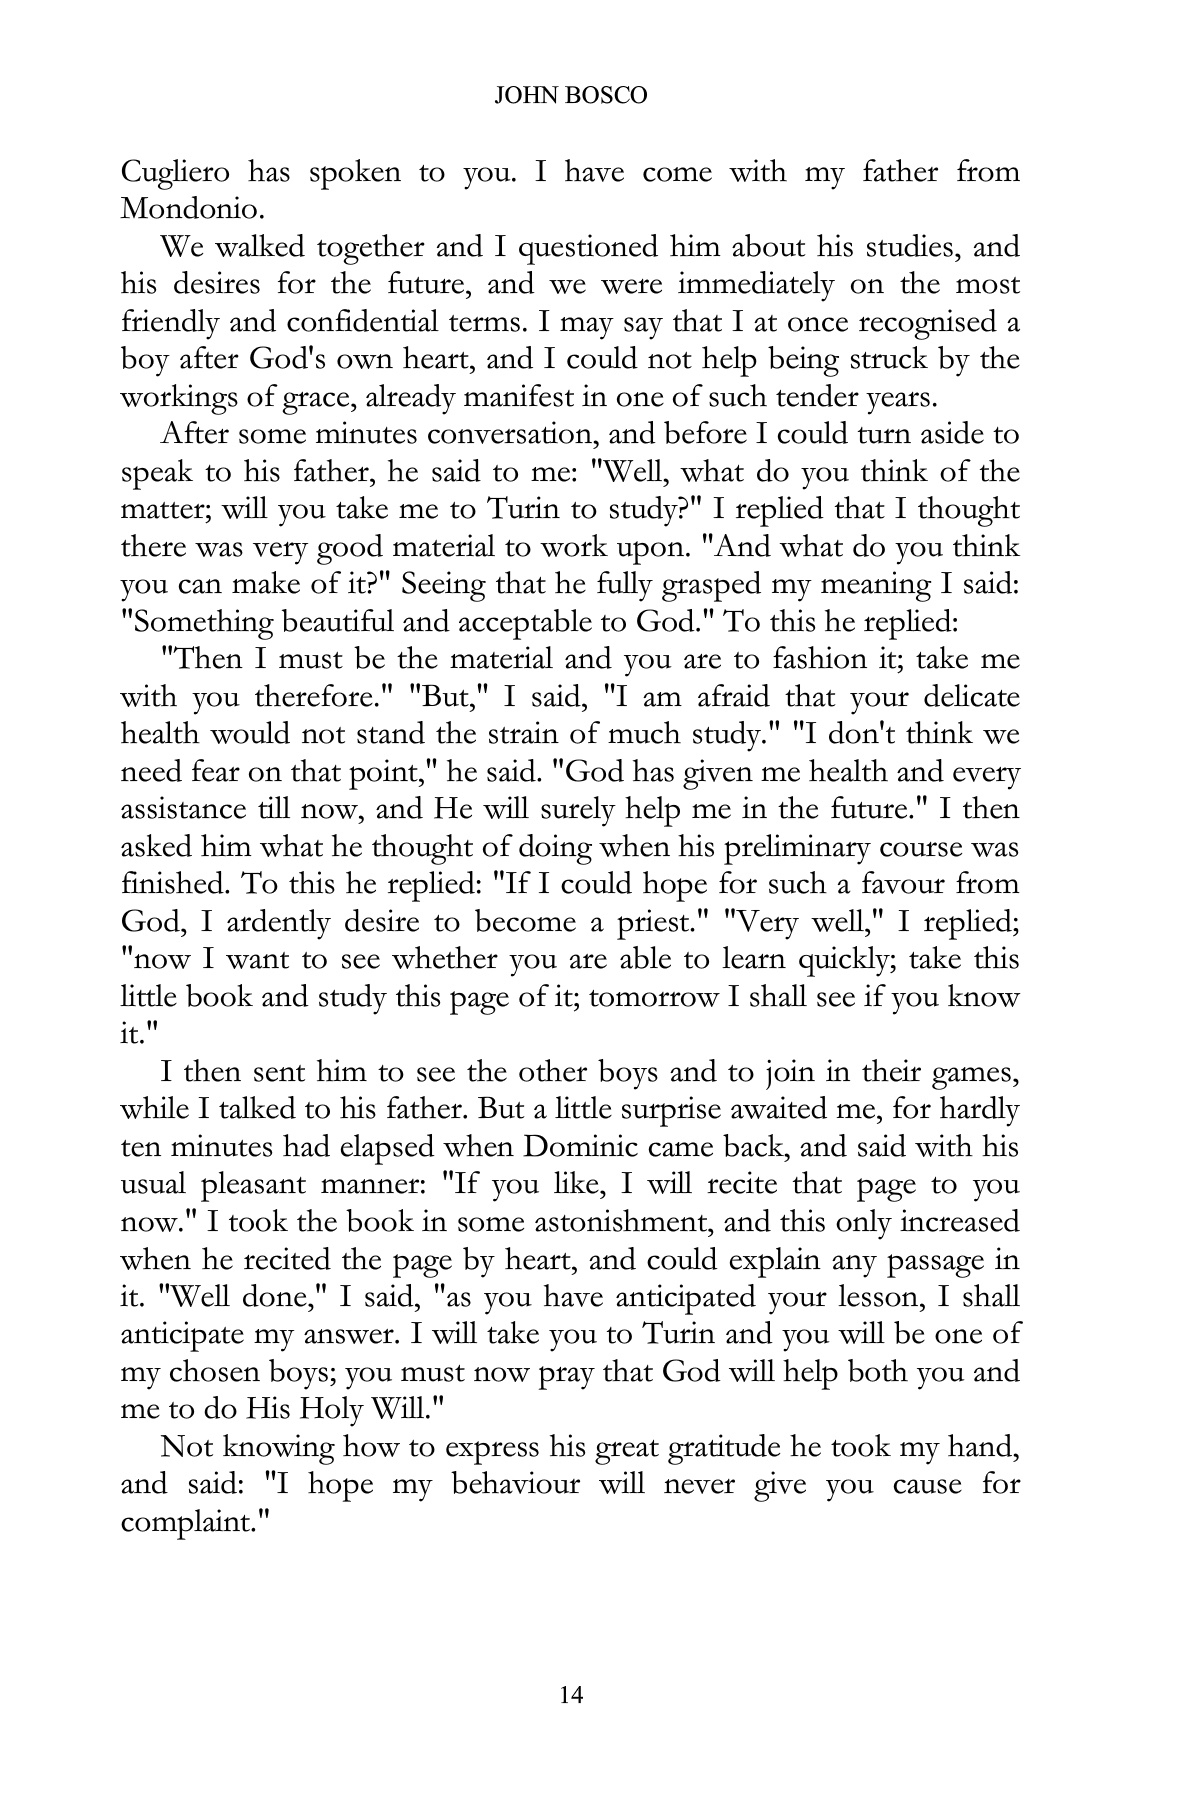 JOHN BOSCO
Cugliero has spoken to you. I have come with my father from
Mondonio.
We walked together and I questioned him about his studies, and
his desires for the future, and we were immediately on the most
friendly and confidential terms. I may say that I at once recognised a
boy after God's own heart, and I could not help being struck by the
workings of grace, already manifest in one of such tender years.
After some minutes conversation, and before I could turn aside to
speak to his father, he said to me: "Well, what do you think of the
matter; will you take me to Turin to study?" I replied that I thought
there was very good material to work upon. "And what do you think
you can make of it?" Seeing that he fully grasped my meaning I said:
"Something beautiful and acceptable to God." To this he replied:
"Then I must be the material and you are to fashion it; take me
with you therefore." "But," I said, "I am afraid that your delicate
health would not stand the strain of much study." "I don't think we
need fear on that point," he said. "God has given me health and every
assistance till now, and He will surely help me in the future." I then
asked him what he thought of doing when his preliminary course was
finished. To this he replied: "If I could hope for such a favour from
God, I ardently desire to become a priest." "Very well," I replied;
"now I want to see whether you are able to learn quickly; take this
little book and study this page of it; tomorrow I shall see if you know
it."
I then sent him to see the other boys and to join in their games,
while I talked to his father. But a little surprise awaited me, for hardly
ten minutes had elapsed when Dominic came back, and said with his
usual pleasant manner: "If you like, I will recite that page to you
now." I took the book in some astonishment, and this only increased
when he recited the page by heart, and could explain any passage in
it. "Well done," I said, "as you have anticipated your lesson, I shall
anticipate my answer. I will take you to Turin and you will be one of
my chosen boys; you must now pray that God will help both you and
me to do His Holy Will."
Not knowing how to express his great gratitude he took my hand,
and said: "I hope my behaviour will never give you cause for
complaint."
14